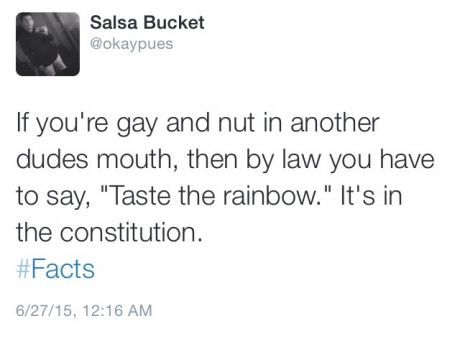 Salsa Bucket
@okaypues
If you're gay and nut in another
dudes mouth, then by law you have
to say, "Taste the rainbow." It's in
the constitution.
#Facts
6/27/15, 12:16 AM